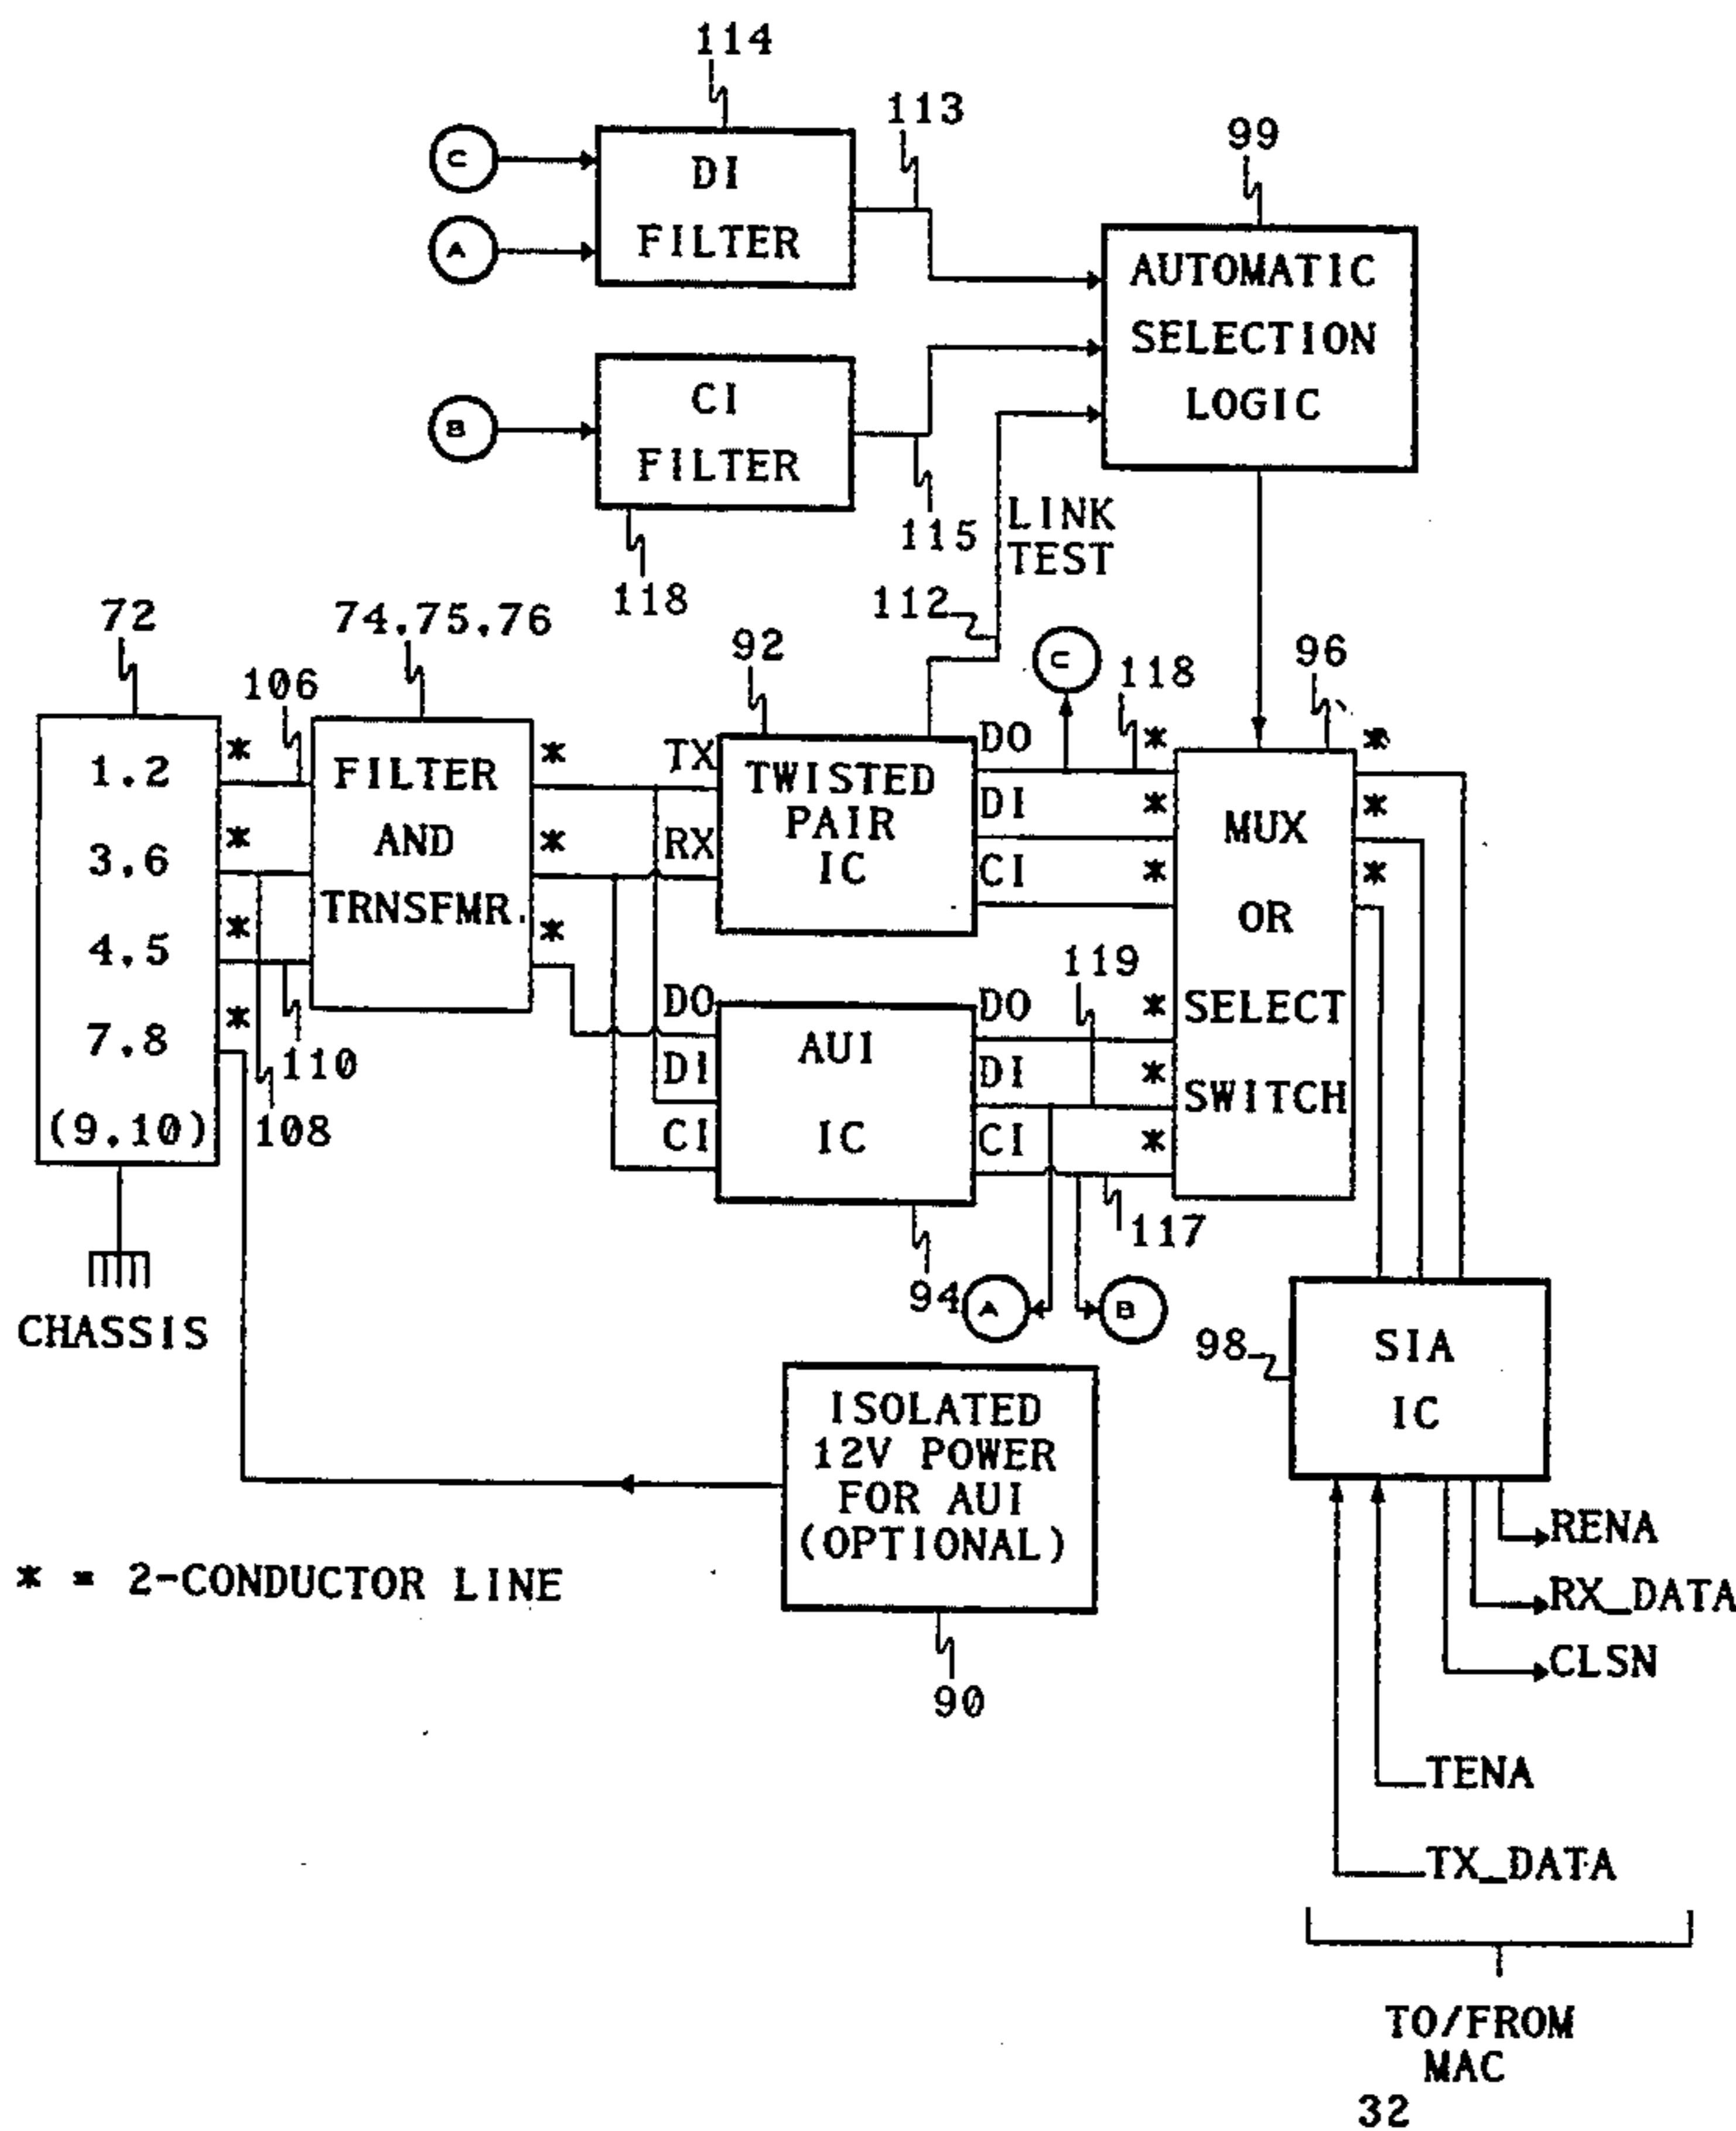 114
113
99
C
DI
FILTER
A
AUTOMATIC
SELECTION
LOGIC
CI
FILTER
B
115
LINK
TEST
118
112
72
74.75.76
92
C
118
96
106
1.2
3.6
4.5
7.8
(9.10)
*
*
*
*
FILTER
AND
TRNSFMR.
*
*
*
TX
RX
TWISTED
PAIR
IC
DO
DI
CI
*
*
*
MUX
OR
SELECT
SWITCH
*
*
*
110
108
DO
DI
CI
AUI
IC
DO
DI
CI
119
*
*
*
117
94
A
B
CHASSIS
98
SIA
IC
ISOLATED
12V POWER
FOR AUI
(OPTIONAL)
90
* = 2-CONDUCTOR LINE
RENA
RX_DATA
CLSN
TENA
TX_DATA
TO/FROM
MAC
32